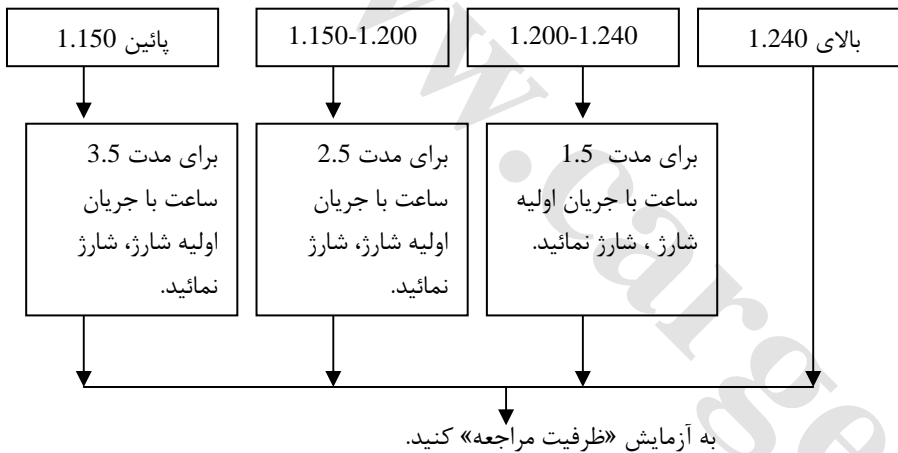 بالای 1.240
1.200-1.240
1.150-1.200
پائین 1.150
برای مدت 1.5
ساعت با جریان اولیه
شارژ ، شارژ نمائید.
برای مدت 2.5
ساعت با جریان
اولیه شارژ، شارژ
نمائید.
برای مدت 3.5
ساعت با جریان
اولیه شارژ، شارژ
نمائید.
به آزمایش «ظرفیت مراجعه» کنید.
w.carge